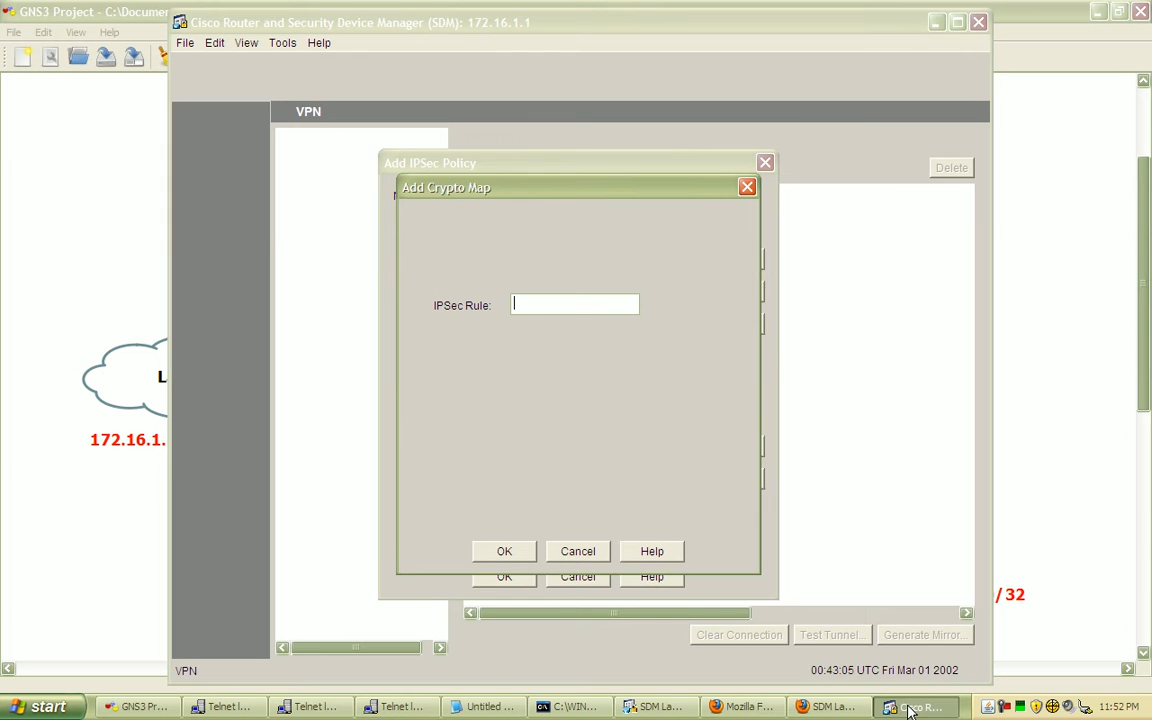 GNS3 Project - C:\Documen
File Edit View Help
Cisco Router and Security Device Manager (SDM): 172.16.1.1
File Edit View Tools Help
VPN
Delete
Add IPSec Policy
Add Crypto Map
IPSec Rule:
OK Cancel Help
OK Cancel Help
172.16.1.
/32
Clear Connection Test Tunnel... Generate Mirror...
VPN
00:43:05 UTC Fri Mar 01 2002
start
GNS3 Pr...
Telnet l...
Telnet l...
Telnet l...
Untitled ...
C:\WIN...
SDM La...
Mozilla F...
SDM La...
Cisco R...
11:52 PM